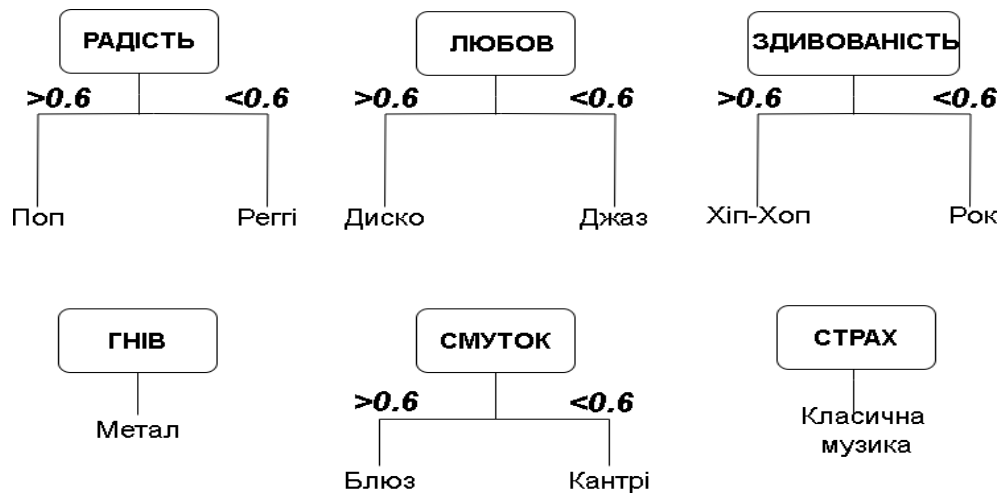 РАДІСТЬ
ЛЮБОВ
ЗДИВОВАНІСТЬ
>0.6 <0.6
>0.6 <0.6
>0.6 <0.6
Поп Реггі
Диско Джаз
Хіп-Хоп Рок
ГНІВ
СМУТОК
СТРАХ
Метал
>0.6 <0.6
Класична
музика
Блюз Кантрі